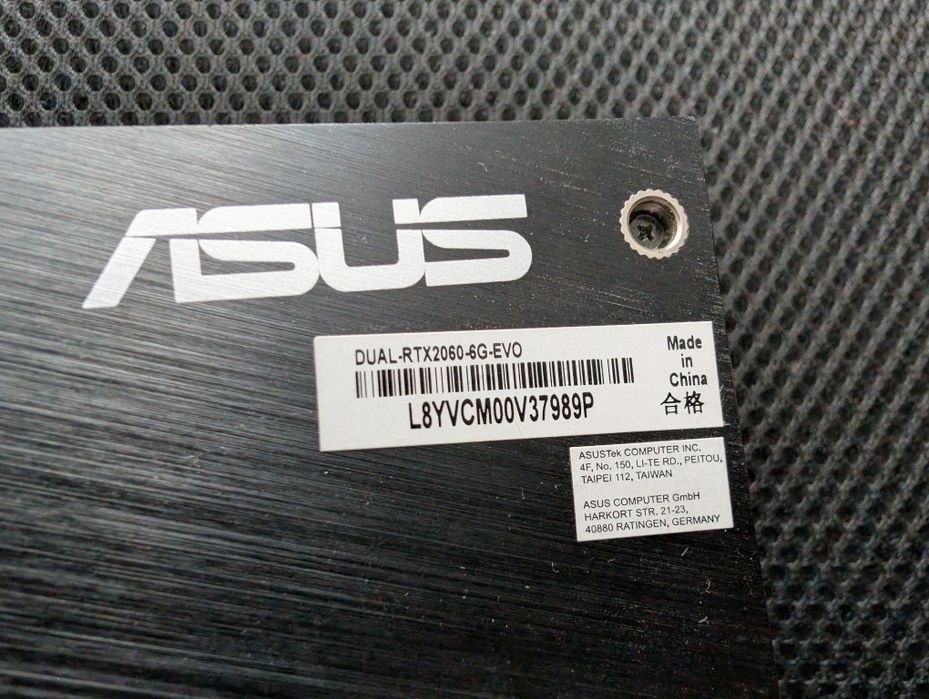 ASUS
DUAL-RTX2060-6G-EVO
L8YVCM00V37989P
Made
in
China
合格
ASUSTek COMPUTER INC.
4F, No. 150, LI-TE RD., PEITOU,
TAIPEI 112, TAIWAN
ASUS COMPUTER GmbH
HARKORT STR. 21-23,
40880 RATINGEN, GERMANY